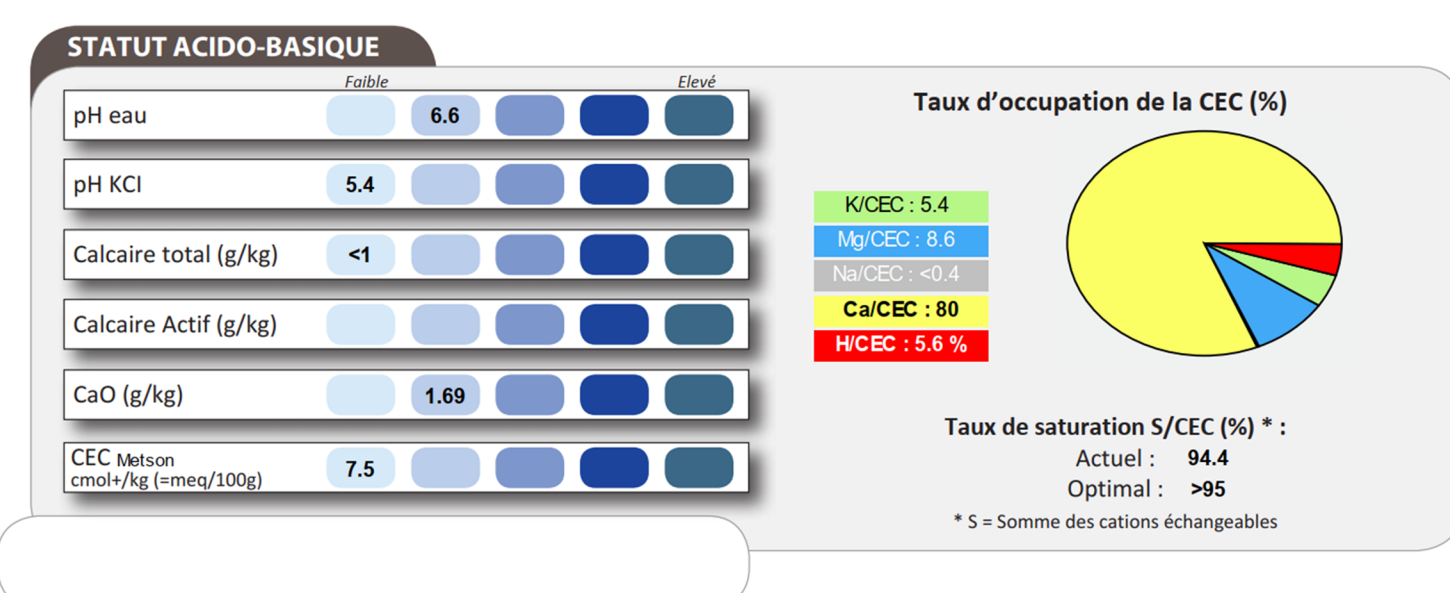 STATUT ACIDO-BASIQUE
Faible Elevé
pH eau 6.6
pH KCl 5.4
Calcaire total (g/kg) <1
Calcaire Actif (g/kg)
CaO (g/kg) 1.69
CEC Metson 7.5
cmol+/kg (=meq/100g)
Taux d’occupation de la CEC (%)
K/CEC : 5.4
Mg/CEC : 8.6
Na/CEC : <0.4
Ca/CEC : 80
H/CEC : 5.6 %
Taux de saturation S/CEC (%) * :
Actuel : 94.4
Optimal : >95
* S = Somme des cations échangeables